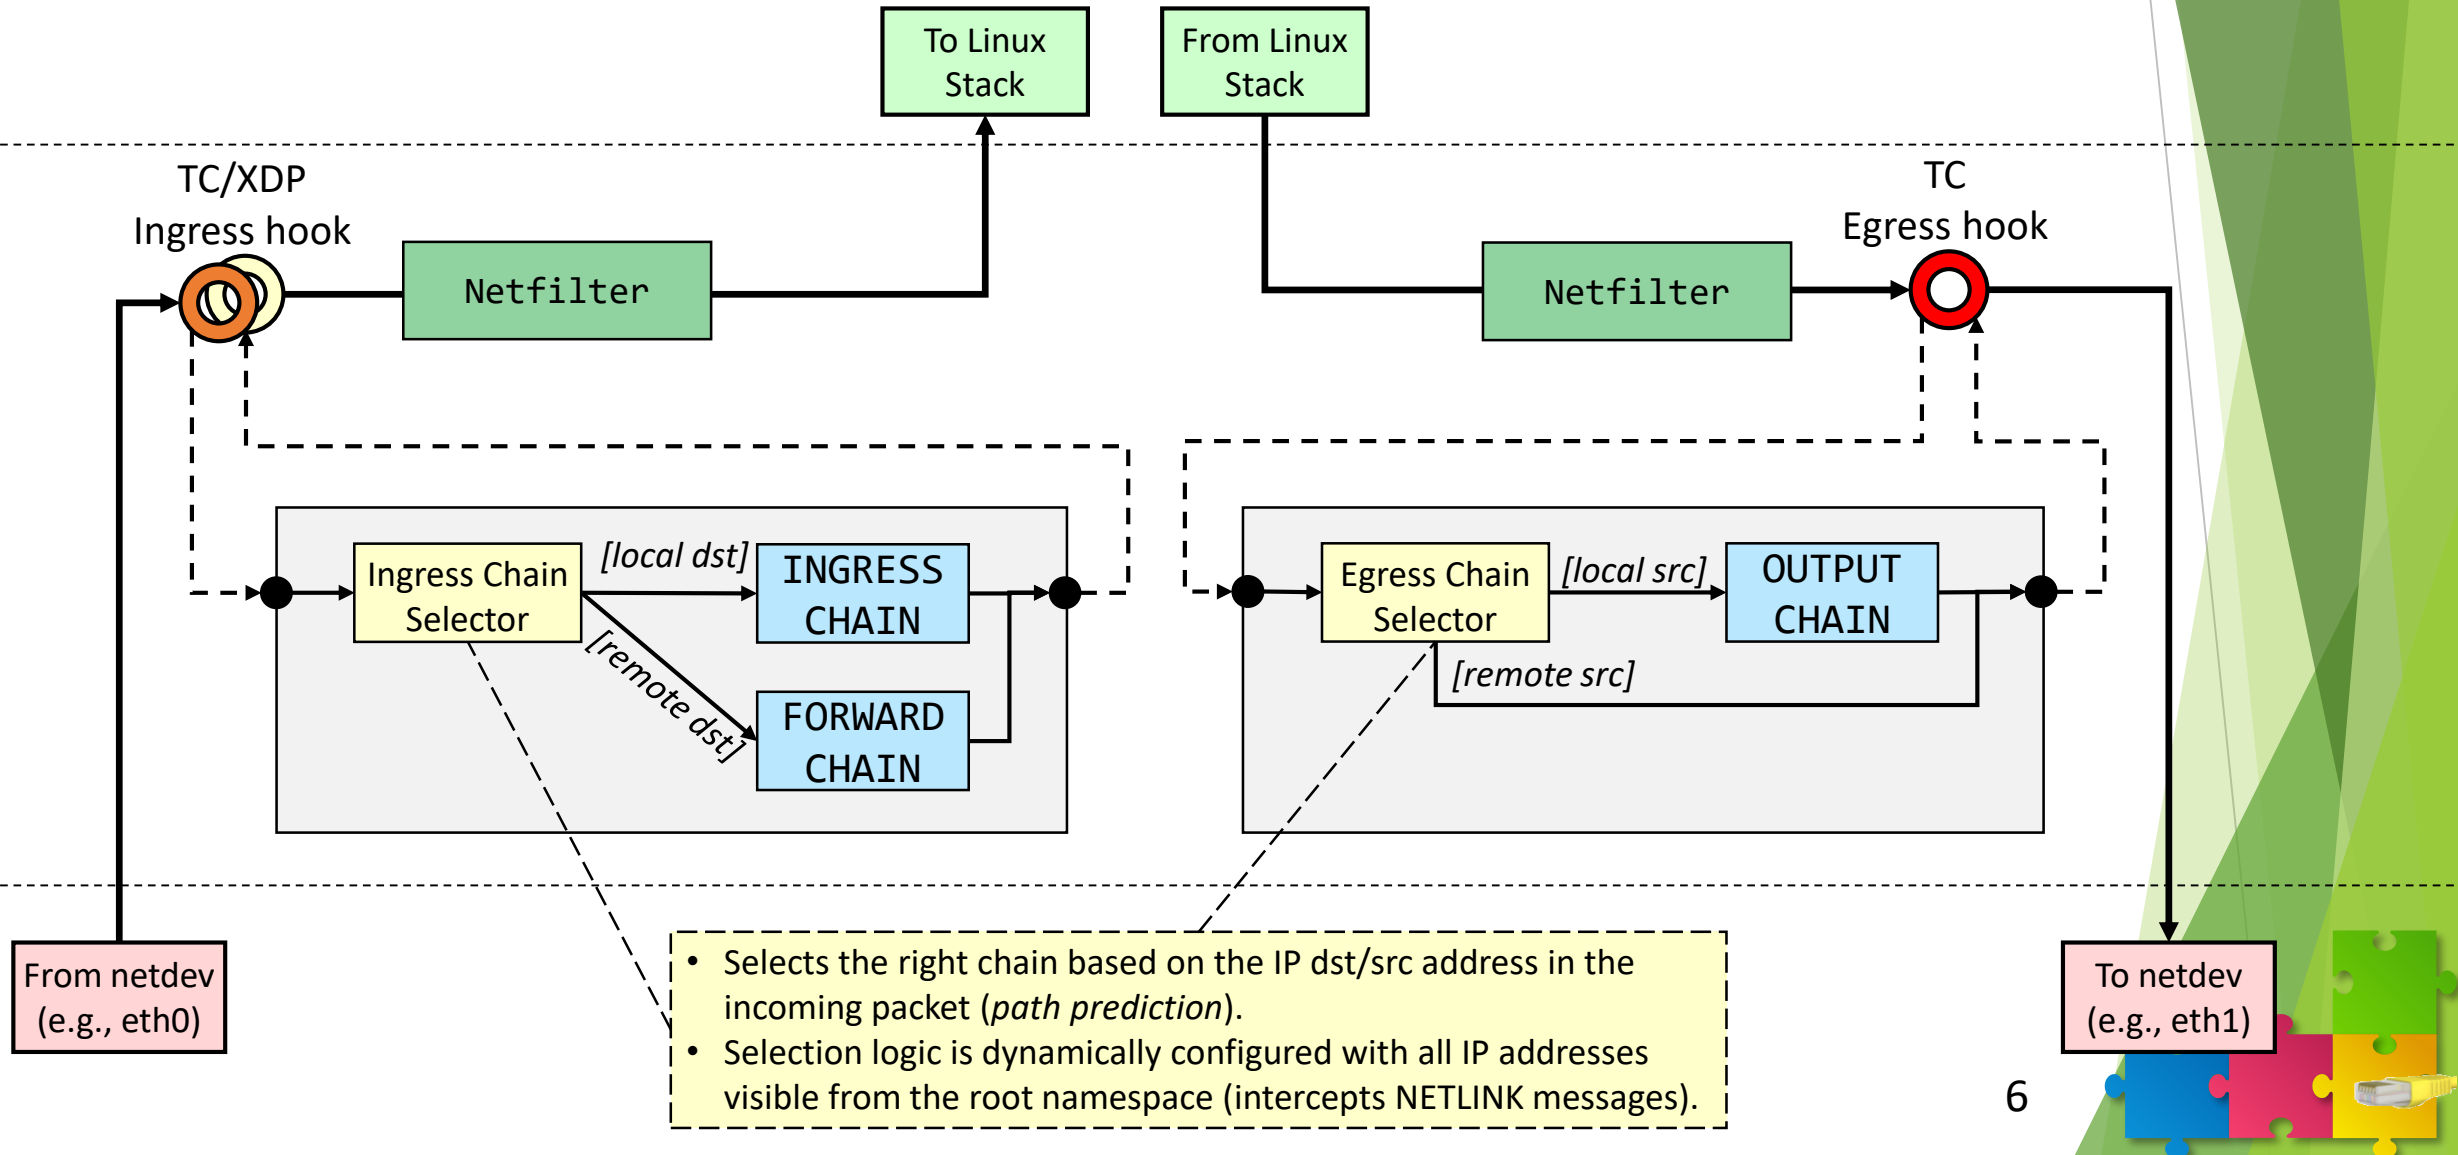 To Linux
Stack
From Linux
Stack
TC/XDP
Ingress hook
TC
Egress hook
Netfilter
Netfilter
Ingress Chain
Selector
[local dst]
[remote dst]
INGRESS
CHAIN
FORWARD
CHAIN
Egress Chain
Selector
[local src]
[remote src]
OUTPUT
CHAIN
From netdev
(e.g., eth0)
• Selects the right chain based on the IP dst/src address in the
incoming packet (path prediction).
• Selection logic is dynamically configured with all IP addresses
visible from the root namespace (intercepts NETLINK messages).
To netdev
(e.g., eth1)
6